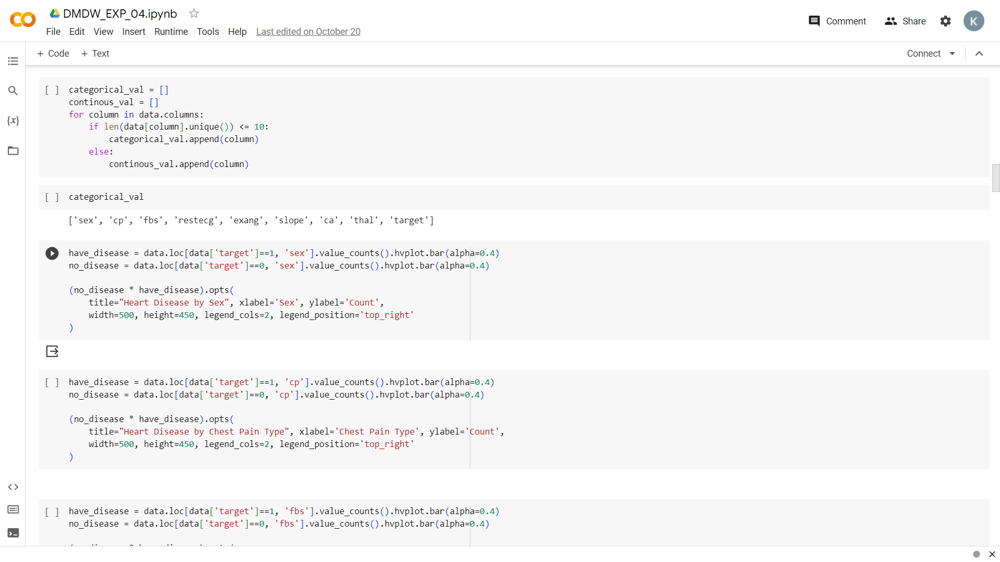 DMDW_EXP_04.ipynb
File Edit View Insert Runtime Tools Help Last edited on October 20
Comment Share K
+ Code + Text Connect
{x}
[ ] categorical_val = []
continous_val = []
for column in data.columns:
    if len(data[column].unique()) <= 10:
        categorical_val.append(column)
    else:
        continous_val.append(column)
[ ] categorical_val
['sex', 'cp', 'fbs', 'restecg', 'exang', 'slope', 'ca', 'thal', 'target']
have_disease = data.loc[data['target']==1, 'sex'].value_counts().hvplot.bar(alpha=0.4)
no_disease = data.loc[data['target']==0, 'sex'].value_counts().hvplot.bar(alpha=0.4)
(no_disease * have_disease).opts(
    title="Heart Disease by Sex", xlabel='Sex', ylabel='Count',
    width=500, height=450, legend_cols=2, legend_position='top_right'
)
[ ] have_disease = data.loc[data['target']==1, 'cp'].value_counts().hvplot.bar(alpha=0.4)
no_disease = data.loc[data['target']==0, 'cp'].value_counts().hvplot.bar(alpha=0.4)
(no_disease * have_disease).opts(
    title="Heart Disease by Chest Pain Type", xlabel='Chest Pain Type', ylabel='Count',
    width=500, height=450, legend_cols=2, legend_position='top_right'
)
[ ] have_disease = data.loc[data['target']==1, 'fbs'].value_counts().hvplot.bar(alpha=0.4)
no_disease = data.loc[data['target']==0, 'fbs'].value_counts().hvplot.bar(alpha=0.4)